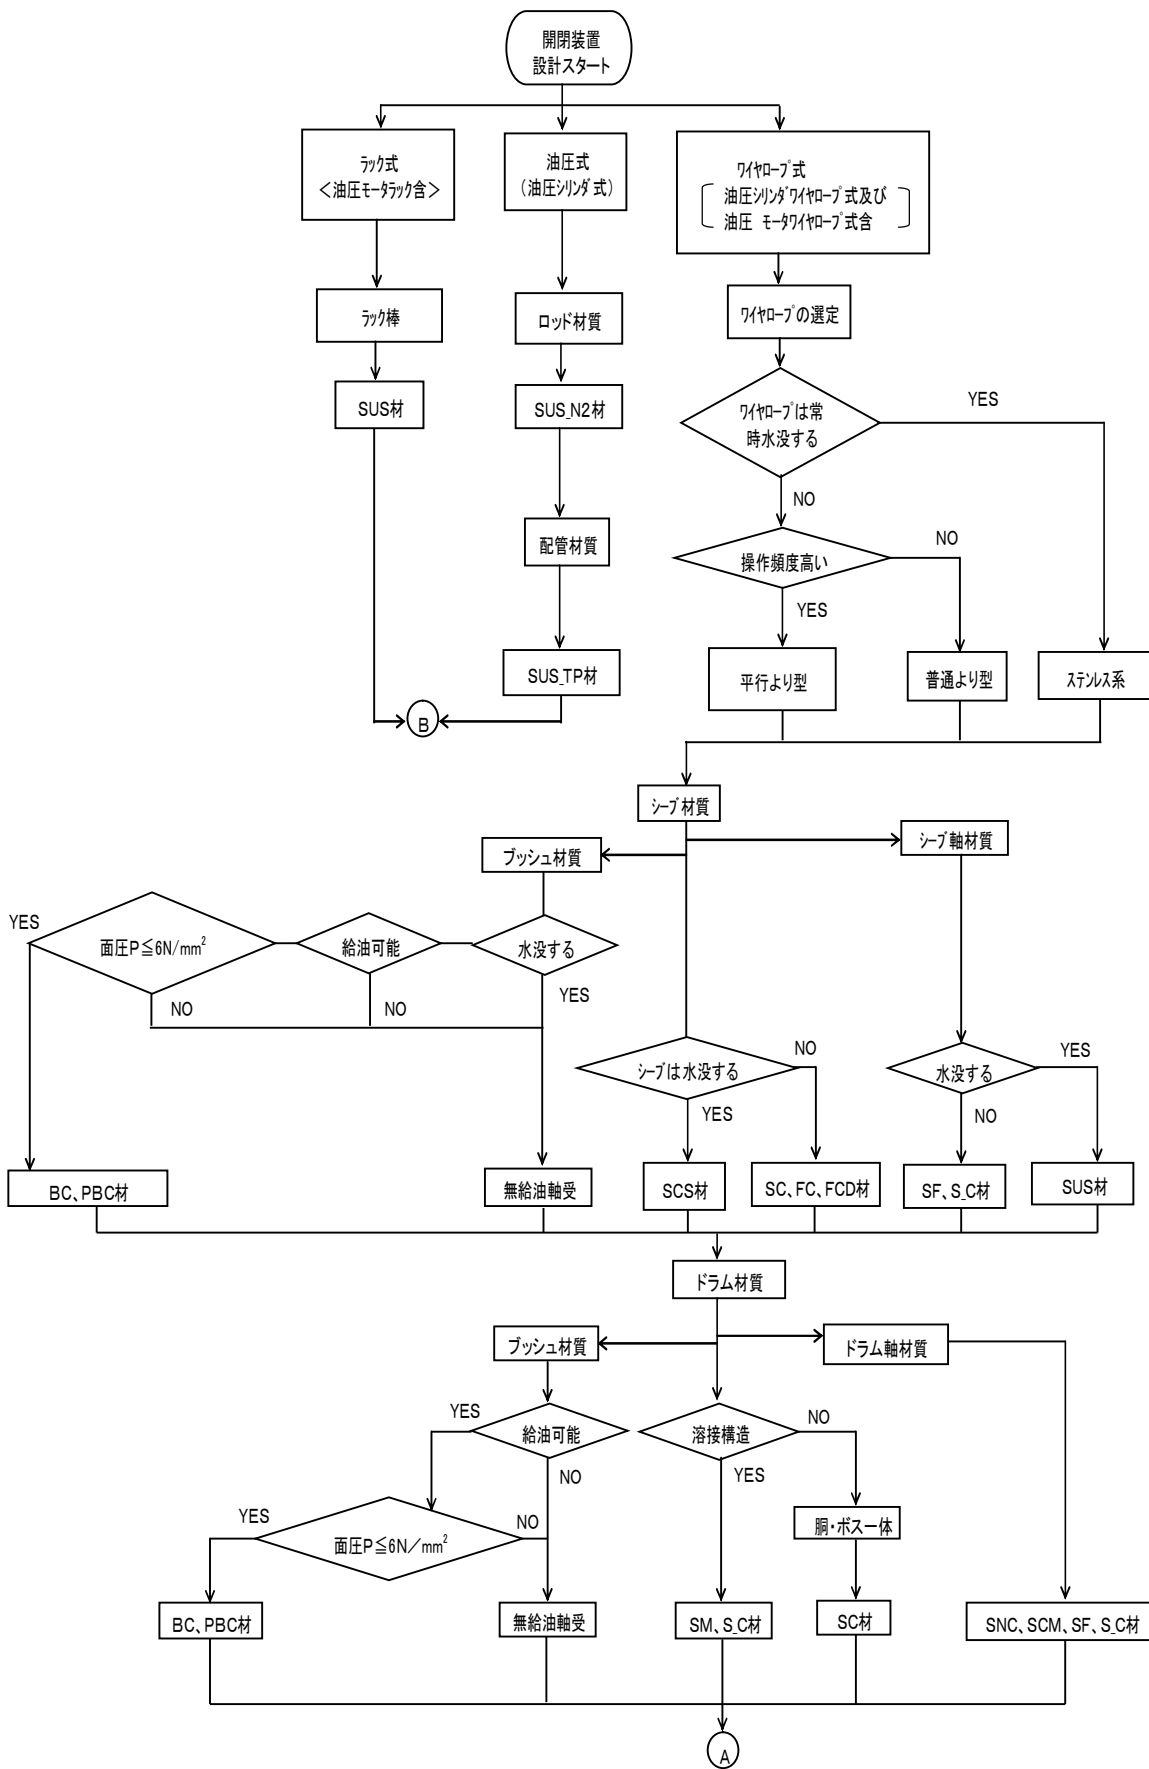 開閉装置
設計スタート
ラック式
＜油圧モータラック含＞
油圧式
（油圧シリンダ式）
ワイヤロープ式
油圧シリンダワイヤロープ式及び
油圧 モータワイヤロープ式含
ラック棒
ロッド材質
ワイヤロープの選定
SUS材
SUS_N2材
ワイヤロープは常
時水没する
YES
NO
配管材質
操作頻度高い
NO
YES
SUS_TP材
平行より型
普通より型
ステンレス系
B
シーブ材質
ブッシュ材質
シーブ軸材質
YES
面圧P≦6N/mm²
給油可能
水没する
NO
NO
YES
シーブは水没する
NO
YES
水没する
YES
NO
BC、PBC材
無給油軸受
SCS材
SC、FC、FCD材
SF、S_C材
SUS材
ドラム材質
ブッシュ材質
ドラム軸材質
YES
給油可能
NO
溶接構造
NO
YES
YES
面圧P≦6N／mm²
NO
胴・ボス一体
BC、PBC材
無給油軸受
SM、S_C材
SC材
SNC、SCM、SF、S_C材
A